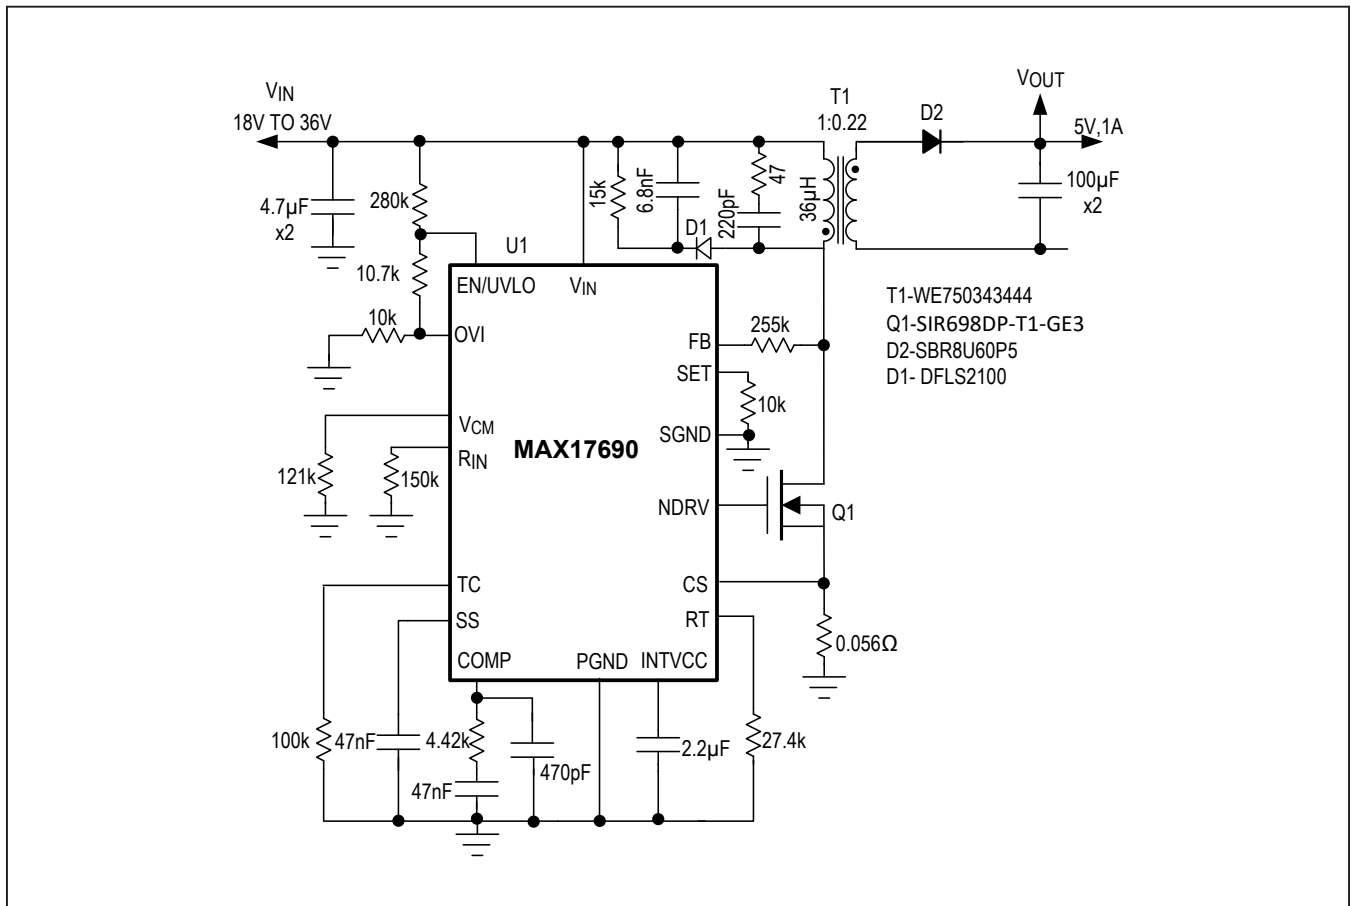 VIN
18V TO 36V
4.7µF
x2
280k
10.7k
10k
U1
15k
6.8nF
D1
220pF
47
36µH
T1
1:0.22
D2
VOUT
5V,1A
100µF
x2
T1-WE750343444
Q1-SIR698DP-T1-GE3
D2-SBR8U60P5
D1- DFLS2100
EN/UVLO
VIN
OVI
FB
255k
SET
10k
SGND
VCM
RIN
MAX17690
121k
150k
NDRV
Q1
TC
CS
SS
RT
0.056Ω
COMP
PGND
INTVCC
100k
47nF
4.42k
47nF
470pF
2.2µF
27.4k